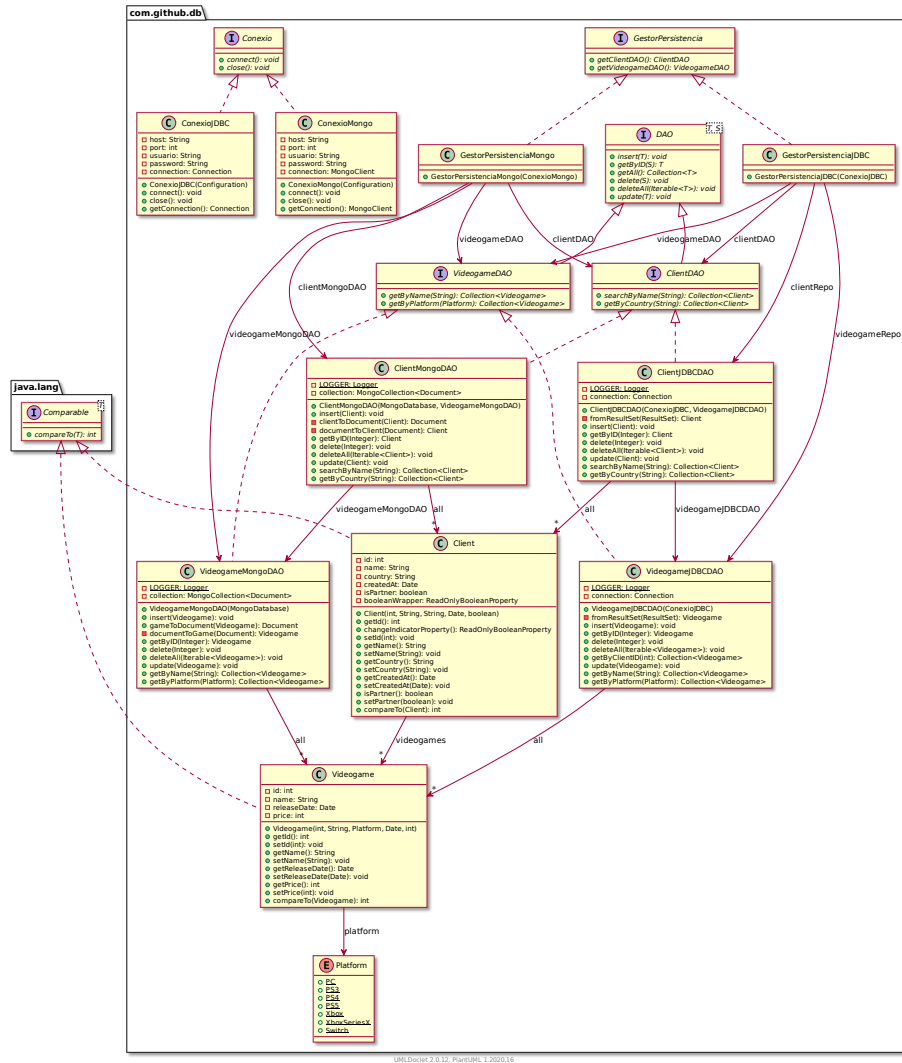 com.github.db
I Conexio
connect(): void
close(): void
I GestorPersistencia
getClientDAO(): ClientDAO
getVideogameDAO(): VideogameDAO
C ConexioJDBC
host: String
port: int
usuario: String
password: String
connection: Connection
ConexioJDBC(Configuration)
connect(): void
close(): void
getConnection(): Connection
C ConexioMongo
host: String
port: int
usuario: String
password: String
connection: MongoClient
ConexioMongo(Configuration)
connect(): void
close(): void
getConnection(): MongoClient
C GestorPersistenciaMongo
GestorPersistenciaMongo(ConexioMongo)
I DAO
T, S
insert(T): void
getByID(S): T
getAll(): Collection<T>
delete(S): void
deleteAll(Iterable<T>): void
update(T): void
C GestorPersistenciaJDBC
GestorPersistenciaJDBC(ConexioJDBC)
videogameDAO
clientDAO
videogameDAO
clientDAO
I VideogameDAO
getByName(String): Collection<Videogame>
getByPlatform(Platform): Collection<Videogame>
I ClientDAO
searchByName(String): Collection<Client>
getByCountry(String): Collection<Client>
clientMongoDAO
clientRepo
videogameMongoDAO
videogameRepo
java.lang
I Comparable
T
compareTo(T): int
C ClientMongoDAO
LOGGER: Logger
collection: MongoCollection<Document>
ClientMongoDAO(MongoDatabase, VideogameMongoDAO)
insert(Client): void
clientToDocument(Client): Document
documentToClient(Document): Client
getByID(Integer): Client
delete(Integer): void
deleteAll(Iterable<Client>): void
update(Client): void
searchByName(String): Collection<Client>
getByCountry(String): Collection<Client>
C ClientJDBCDAO
LOGGER: Logger
connection: Connection
ClientJDBCDAO(ConexioJDBC, VideogameJDBCDAO)
fromResultSet(ResultSet): Client
insert(Client): void
getByID(Integer): Client
delete(Integer): void
deleteAll(Iterable<Client>): void
update(Client): void
searchByName(String): Collection<Client>
getByCountry(String): Collection<Client>
videogameMongoDAO
all
*
all
*
videogameJDBCDAO
C VideogameMongoDAO
LOGGER: Logger
collection: MongoCollection<Document>
VideogameMongoDAO(MongoDatabase)
insert(Videogame): void
gameToDocument(Videogame): Document
documentToGame(Document): Videogame
getByID(Integer): Videogame
delete(Integer): void
deleteAll(Iterable<Videogame>): void
update(Videogame): void
getByName(String): Collection<Videogame>
getByPlatform(Platform): Collection<Videogame>
C Client
id: int
name: String
country: String
createdAt: Date
isPartner: boolean
booleanWrapper: ReadOnlyBooleanProperty
Client(int, String, String, Date, boolean)
getId(): int
changeIndicatorProperty(): ReadOnlyBooleanProperty
setId(int): void
getName(): String
setName(String): void
getCountry(): String
setCountry(String): void
getCreatedAt(): Date
setCreatedAt(Date): void
isPartner(): boolean
setPartner(boolean): void
compareTo(Client): int
C VideogameJDBCDAO
LOGGER: Logger
connection: Connection
VideogameJDBCDAO(ConexioJDBC)
fromResultSet(ResultSet): Videogame
insert(Videogame): void
getByID(Integer): Videogame
delete(Integer): void
deleteAll(Iterable<Videogame>): void
getByClientID(int): Collection<Videogame>
update(Videogame): void
getByName(String): Collection<Videogame>
getByPlatform(Platform): Collection<Videogame>
all
*
videogames
*
all
*
C Videogame
id: int
name: String
releaseDate: Date
price: int
Videogame(int, String, Platform, Date, int)
getId(): int
setId(int): void
getName(): String
setName(String): void
getReleaseDate(): Date
setReleaseDate(Date): void
getPrice(): int
setPrice(int): void
compareTo(Videogame): int
platform
E Platform
PC
PS3
PS4
PS5
Xbox
XboxSeriesX
Switch
UMLDoclet 2.0.12, PlantUML 1.2020.16